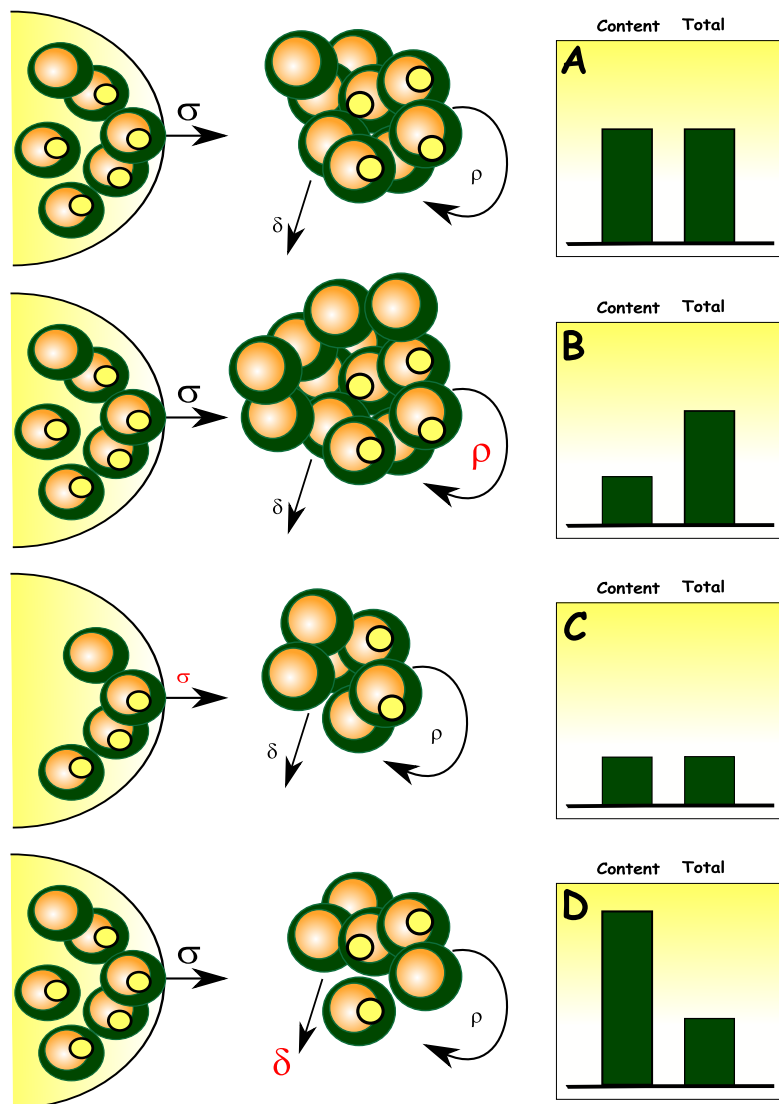 Content Total
A
σ
ρ
δ
Content Total
B
σ
ρ
δ
Content Total
C
σ
ρ
δ
Content Total
D
σ
ρ
δ